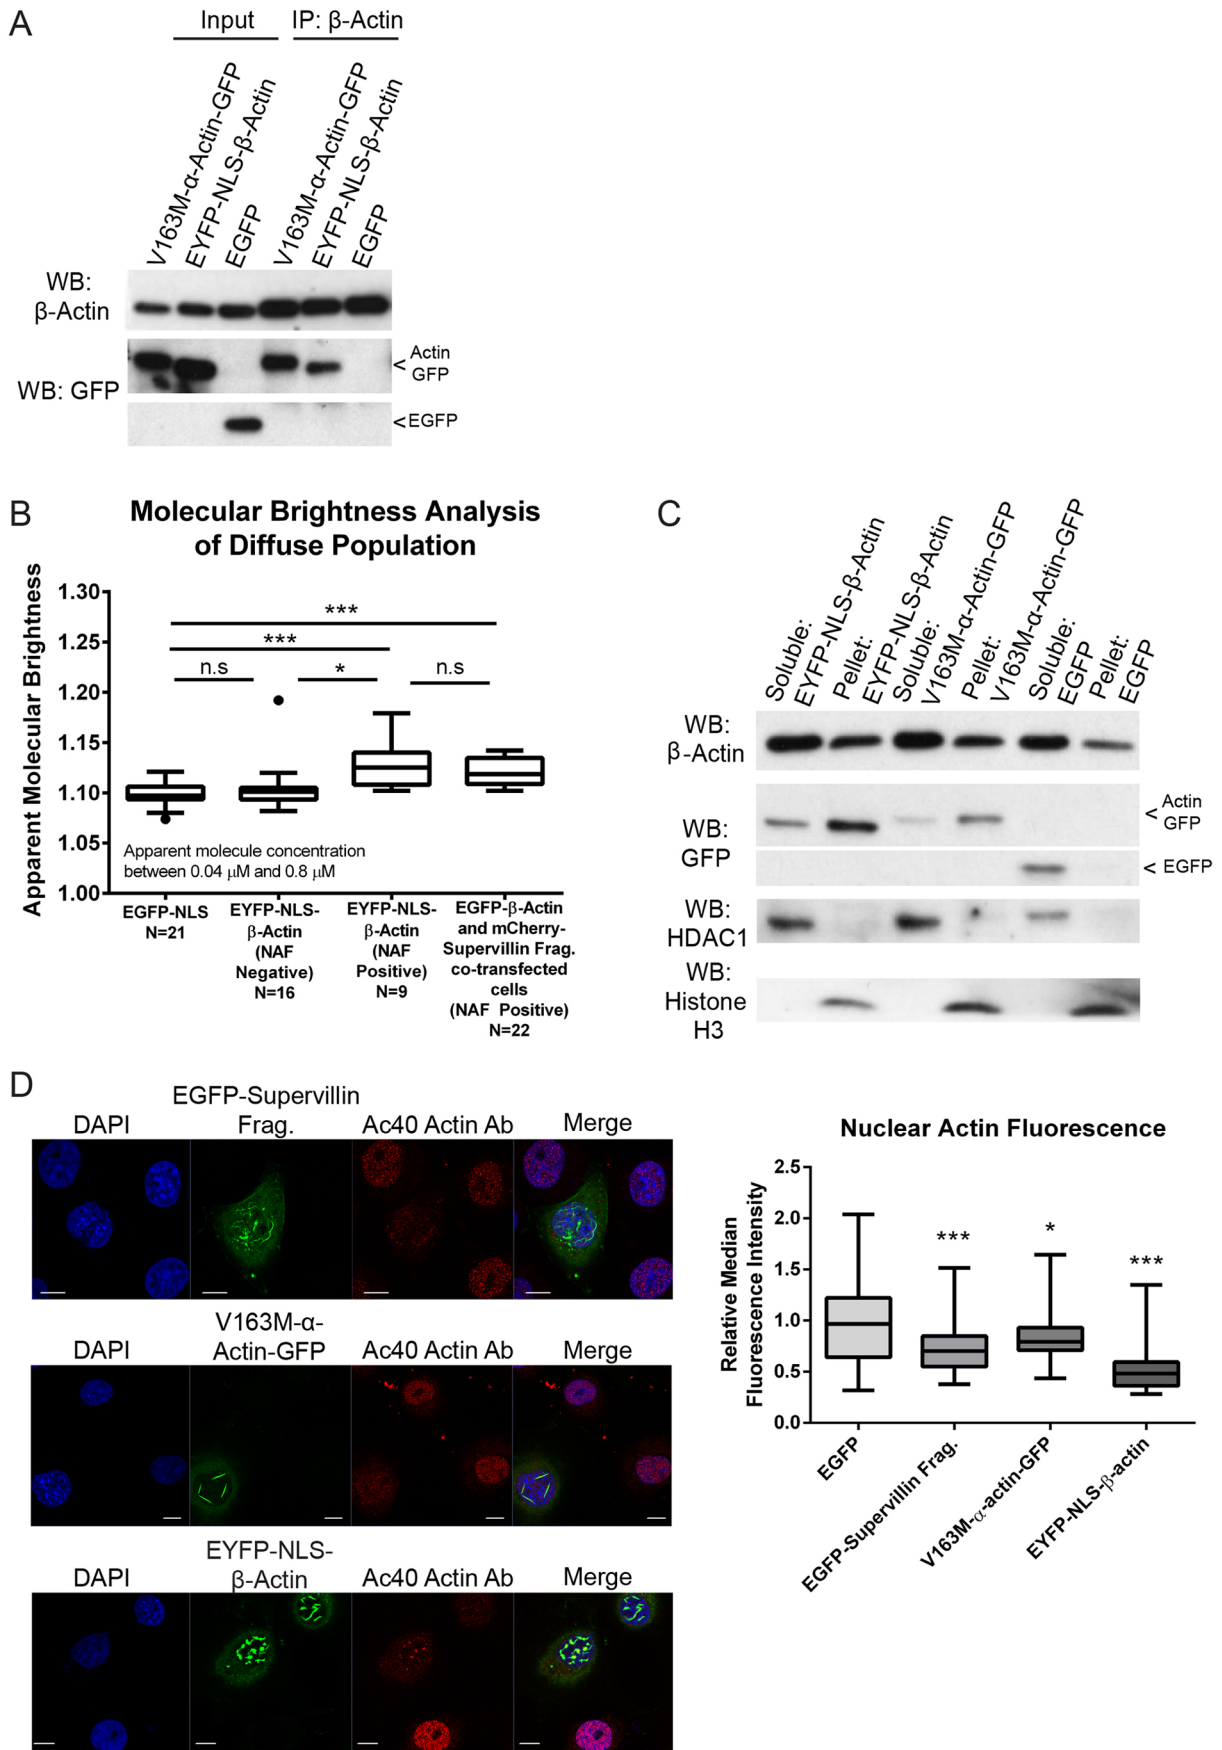 A
Input
IP: β-Actin
V163M-α-Actin-GFP
EYFP-NLS-β-Actin
EGFP
V163M-α-Actin-GFP
EYFP-NLS-β-Actin
EGFP
WB:
β-Actin
WB: GFP
< Actin
GFP
<EGFP
B
Molecular Brightness Analysis
of Diffuse Population
Apparent Molecular Brightness
1.30
1.25
1.20
1.15
1.10
1.05
1.00
***
***
n.s
*
n.s
Apparent molecule concentration
between 0.04 μM and 0.8 μM
EGFP-NLS
N=21
EYFP-NLS-
β-Actin
(NAF
Negative)
N=16
EYFP-NLS-
β-Actin
(NAF
Positive)
N=9
EGFP-β-Actin
and mCherry-
Supervillin Frag.
co-transfected
cells
(NAF Positive)
N=22
C
Soluble:
EYFP-NLS-β-Actin
Pellet:
EYFP-NLS-β-Actin
Soluble:
V163M-α-Actin-GFP
Pellet:
V163M-α-Actin-GFP
Soluble:
EGFP
Pellet:
EGFP
WB:
β-Actin
WB:
GFP
< Actin
GFP
< EGFP
WB:
HDAC1
WB:
Histone
H3
D
DAPI
EGFP-Supervillin
Frag.
Ac40 Actin Ab
Merge
DAPI
V163M-α-
Actin-GFP
Ac40 Actin Ab
Merge
DAPI
EYFP-NLS-
β-Actin
Ac40 Actin Ab
Merge
Nuclear Actin Fluorescence
Relative Median
Fluorescence Intensity
2.5
2.0
1.5
1.0
0.5
0.0
***
*
***
EGFP
EGFP-Supervillin Frag.
V163M-α-actin-GFP
EYFP-NLS-β-actin